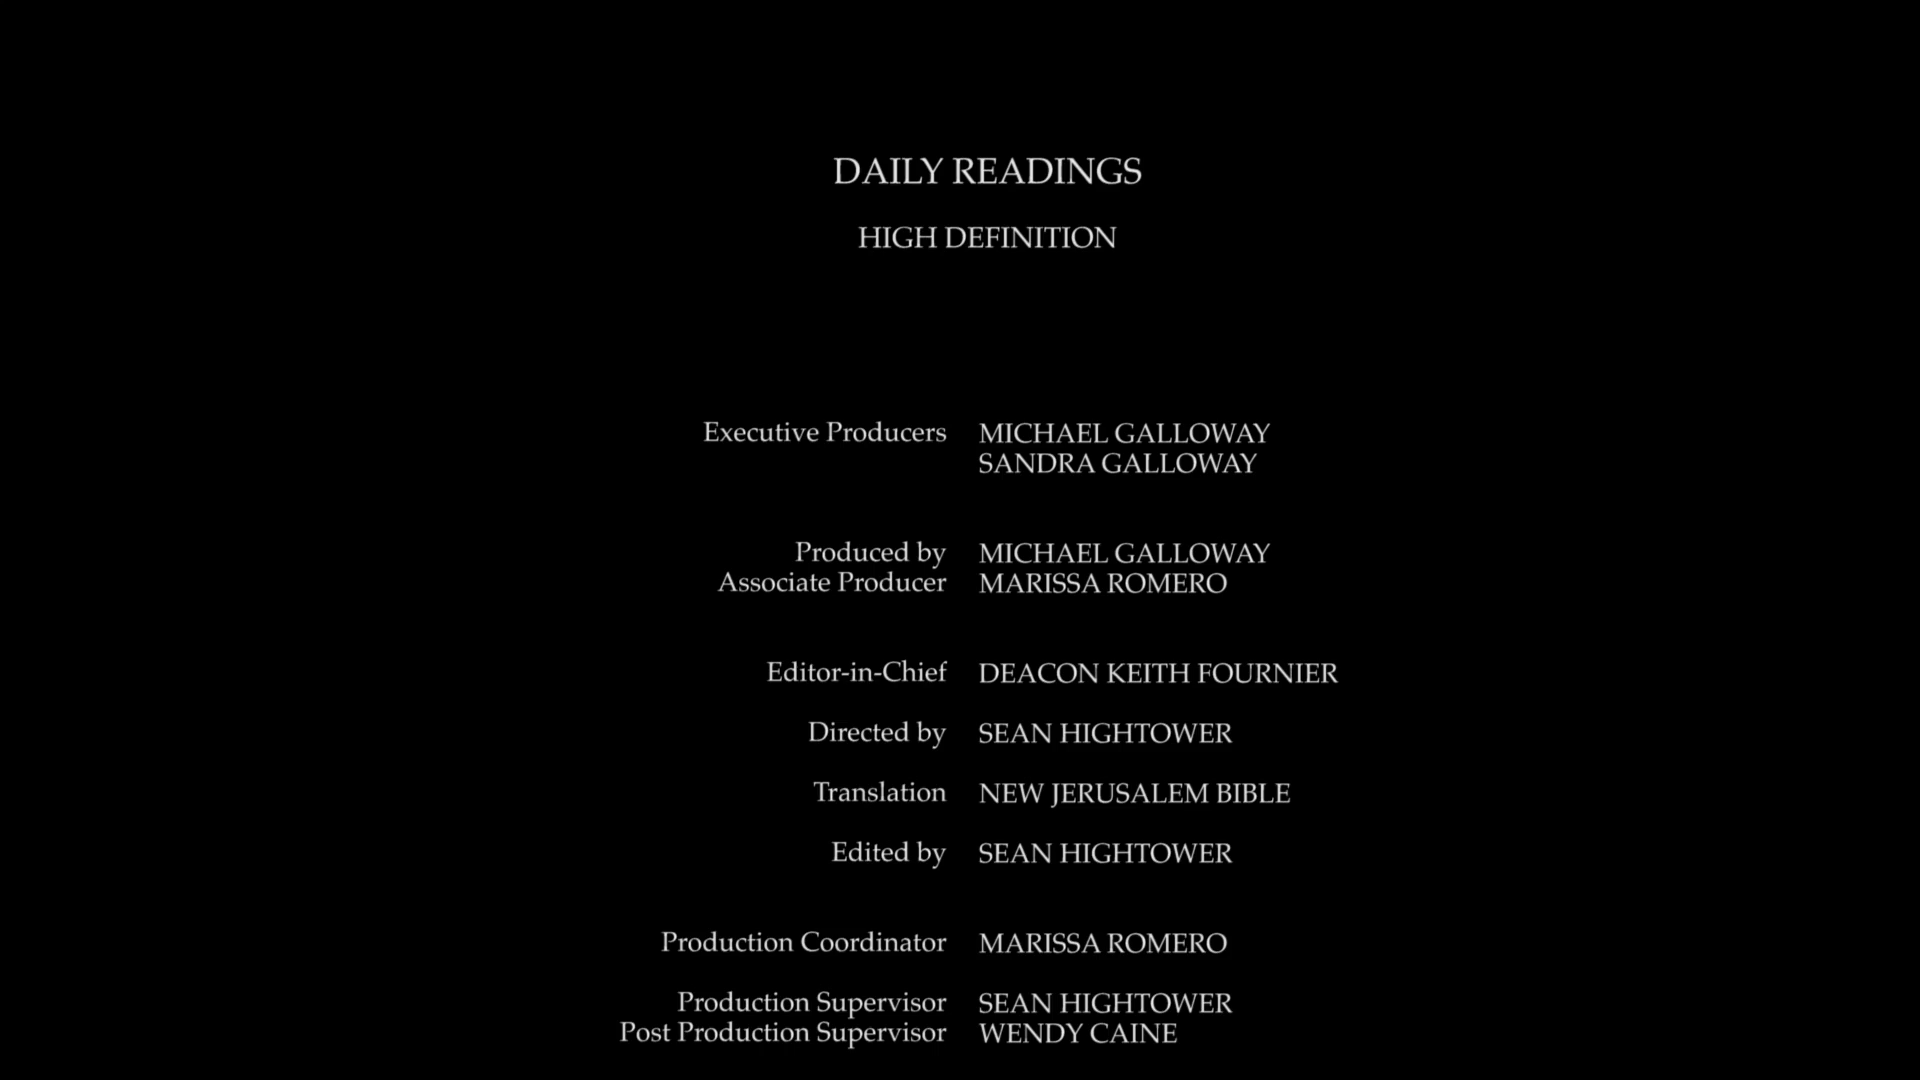 DAILY READINGS
HIGH DEFINITION
Executive Producers MICHAEL GALLOWAY
SANDRA GALLOWAY
Produced by MICHAEL GALLOWAY
Associate Producer MARISSA ROMERO
Editor-in-Chief DEACON KEITH FOURNIER
Directed by SEAN HIGHTOWER
Translation NEW JERUSALEM BIBLE
Edited by SEAN HIGHTOWER
Production Coordinator MARISSA ROMERO
Production Supervisor SEAN HIGHTOWER
Post Production Supervisor WENDY CAINE